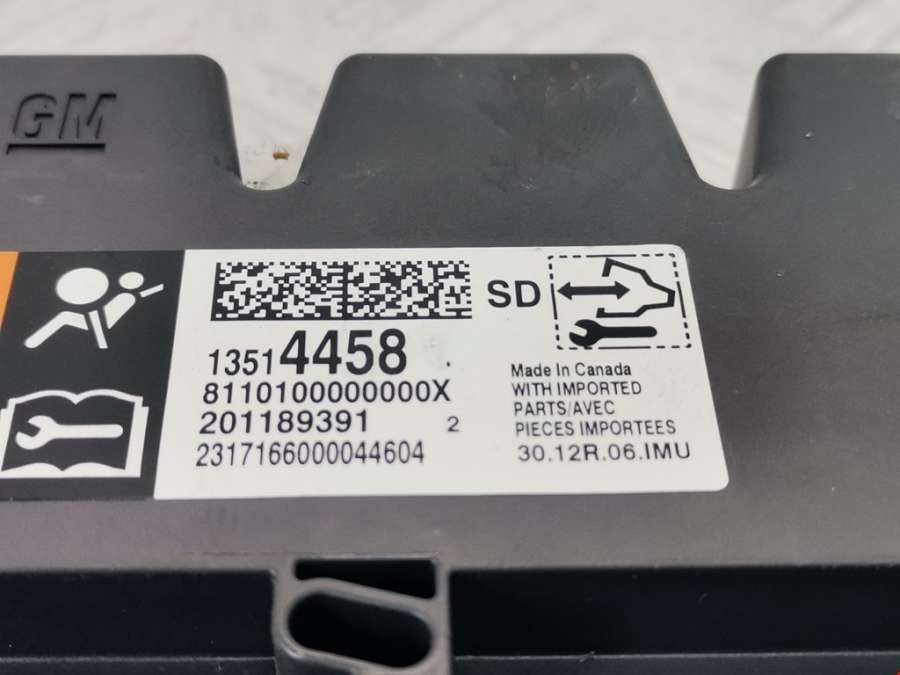 GM
SD
13514458
8110100000000X
201189391 2
2317166000044604
Made In Canada
WITH IMPORTED
PARTS/AVEC
PIECES IMPORTEES
30.12R.06.IMU